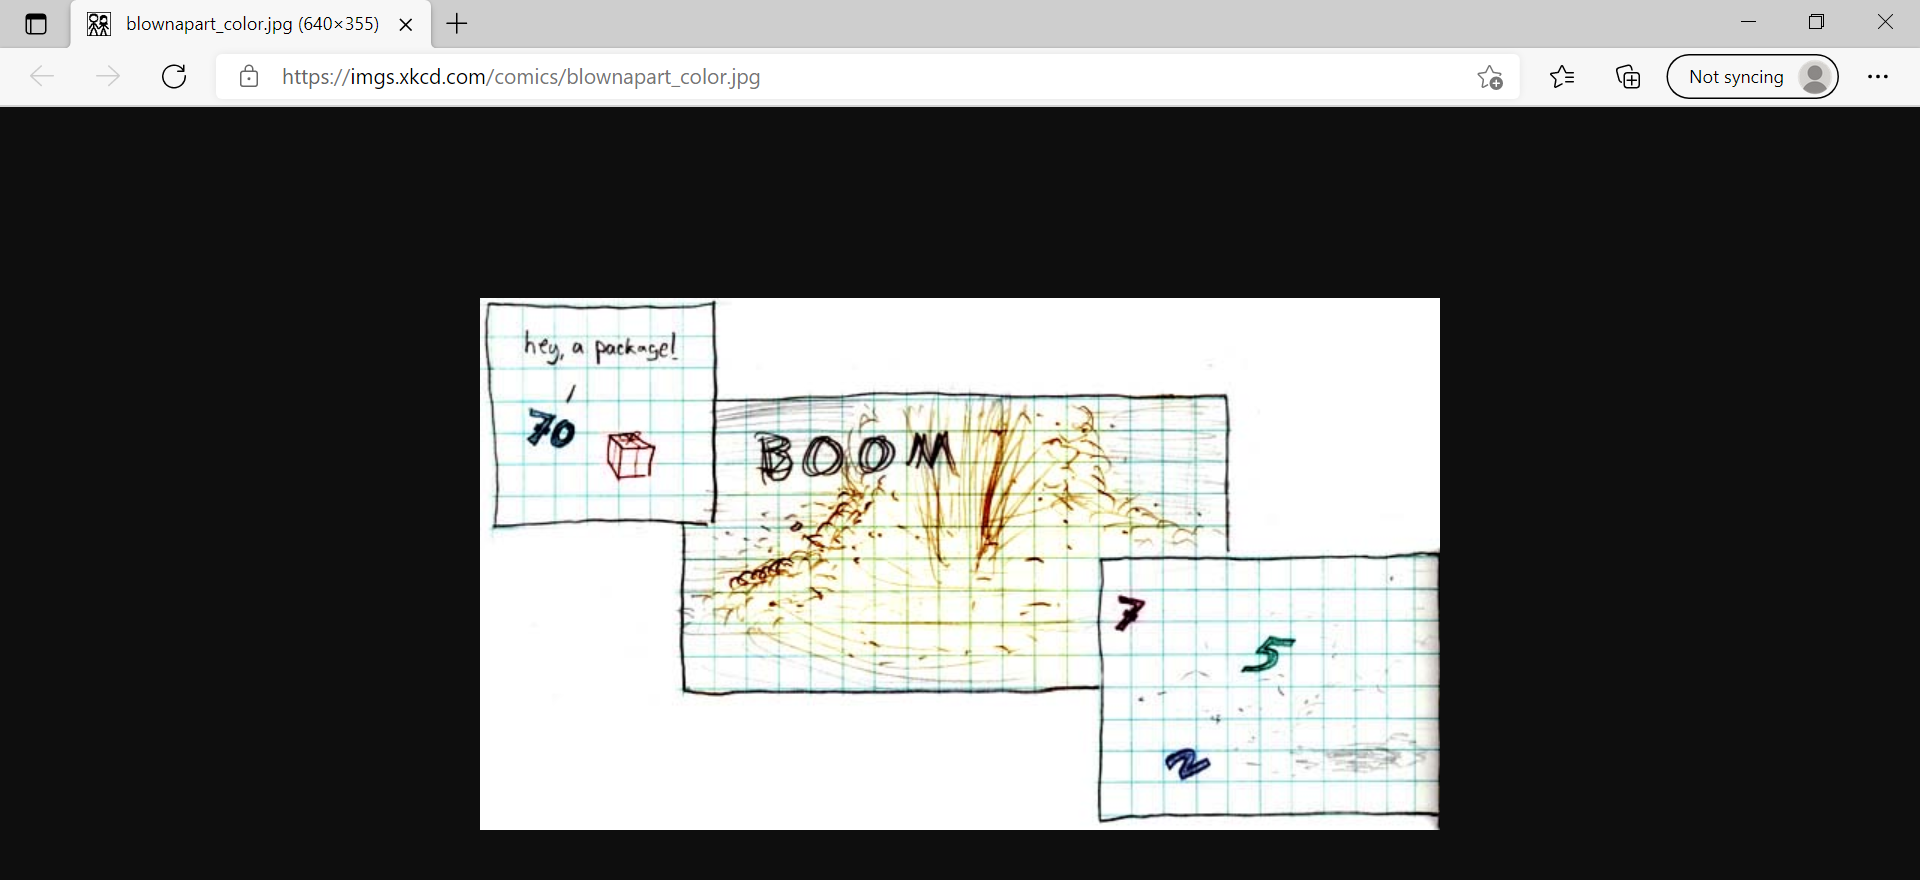 blownapart_color.jpg (640×355)
https://imgs.xkcd.com/comics/blownapart_color.jpg
Not syncing
hey, a package!
70
BOOM
7
5
2